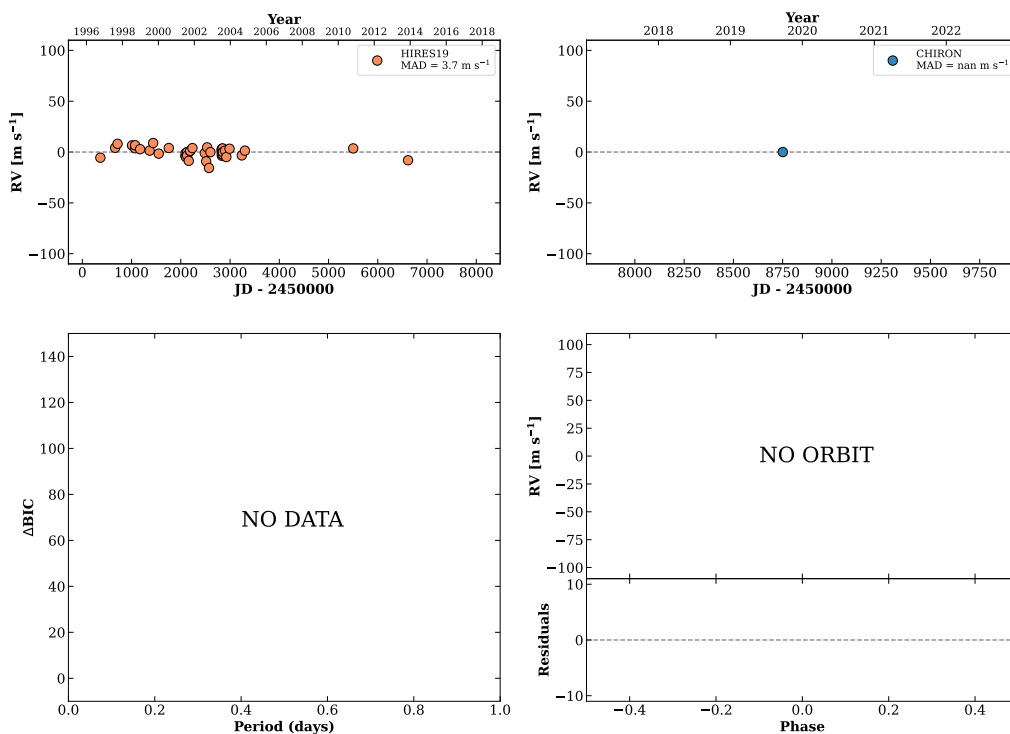 Year
1996 1998 2000 2002 2004 2006 2008 2010 2012 2014 2016 2018
HIRES19
MAD = 3.7 m s⁻¹
RV [m s⁻¹]
100
50
0
−50
−100
0 1000 2000 3000 4000 5000 6000 7000 8000
JD - 2450000
Year
2018 2019 2020 2021 2022
CHIRON
MAD = nan m s⁻¹
RV [m s⁻¹]
100
50
0
−50
−100
8000 8250 8500 8750 9000 9250 9500 9750
JD - 2450000
ΔBIC
140
120
100
80
60
40
20
0
NO DATA
0.0 0.2 0.4 0.6 0.8 1.0
Period (days)
RV [m s⁻¹]
100
75
50
25
0
−25
−50
−75
−100
NO ORBIT
Residuals
10
0
−10
−0.4 −0.2 0.0 0.2 0.4
Phase